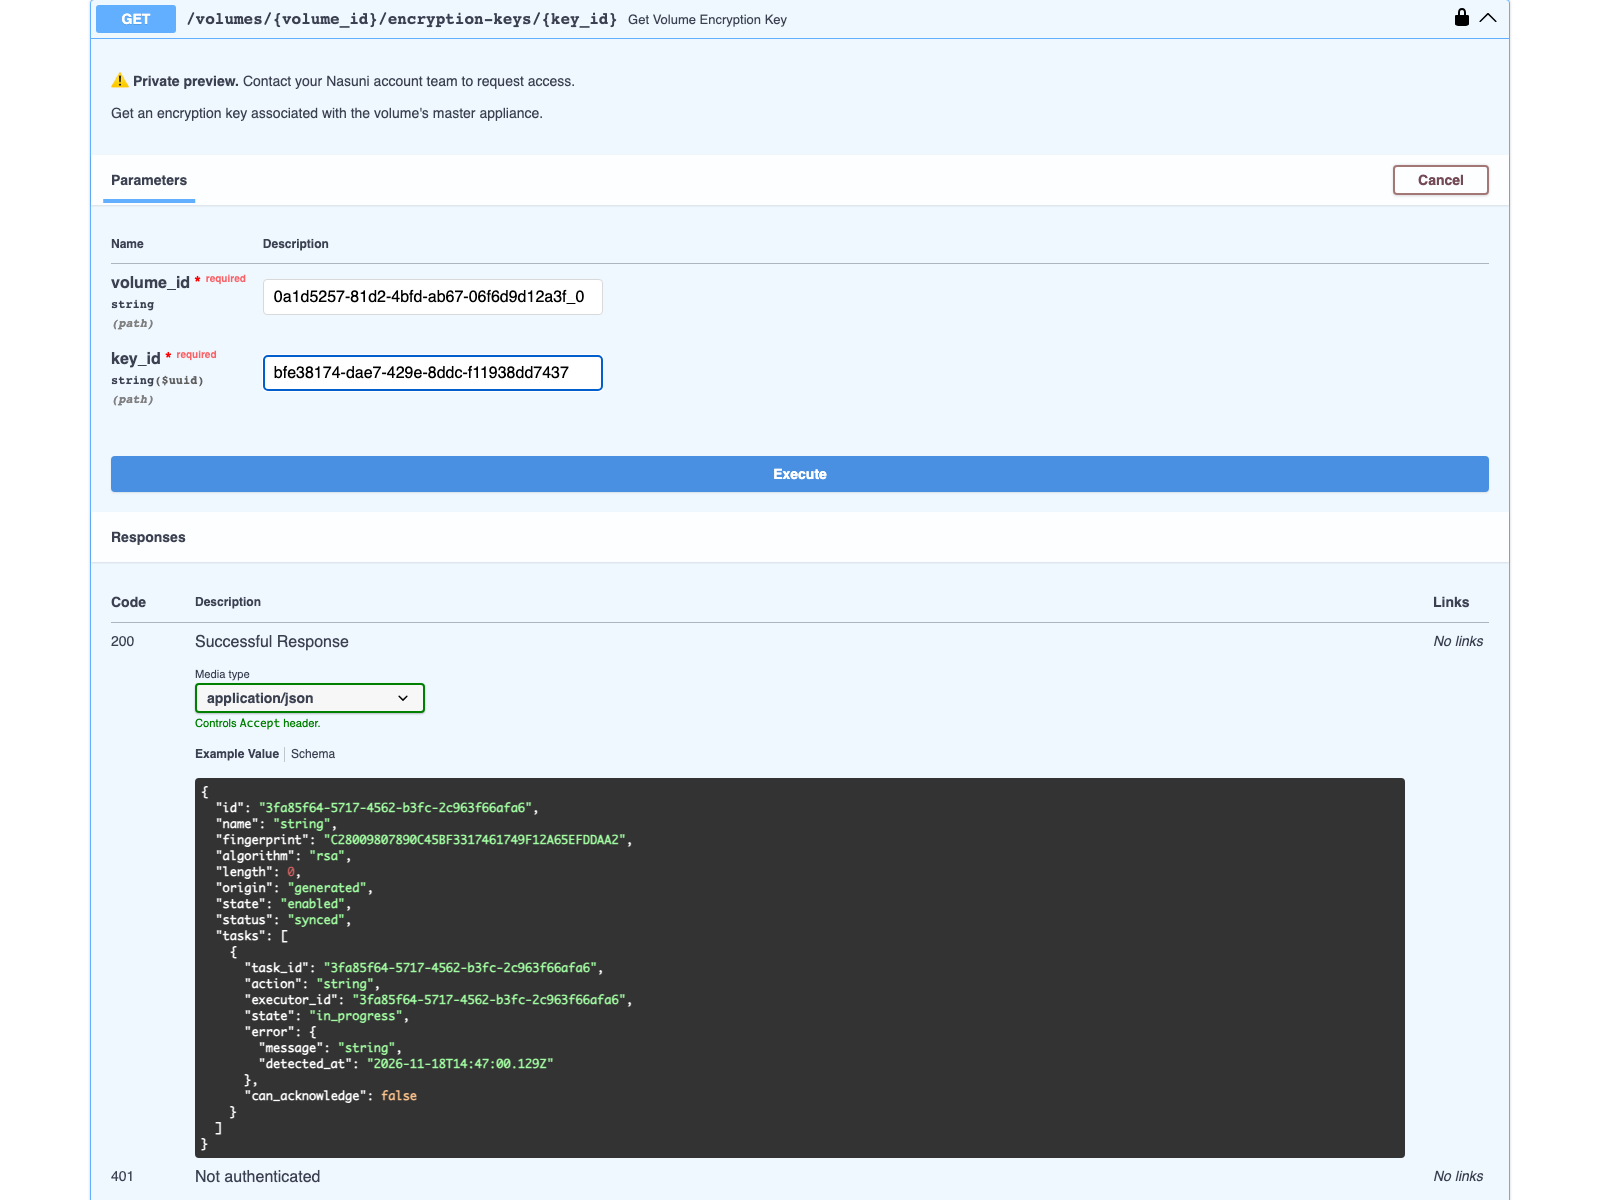 GET /volumes/{volume_id}/encryption-keys/{key_id} Get Volume Encryption Key
Private preview. Contact your Nasuni account team to request access.
Get an encryption key associated with the volume's master appliance.
Parameters
Cancel
Name Description
volume_id * required
string
(path)
0a1d5257-81d2-4bfd-ab67-06f6d9d12a3f_0
key_id * required
string($uuid)
(path)
bfe38174-dae7-429e-8ddc-f11938dd7437
Execute
Responses
Code Description Links
200 Successful Response No links
Media type
application/json
Controls Accept header.
Example Value Schema
{
  "id": "3fa85f64-5717-4562-b3fc-2c963f66afa6",
  "name": "string",
  "fingerprint": "C28009807890C45BF3317461749F12A65EFDDAA2",
  "algorithm": "rsa",
  "length": 0,
  "origin": "generated",
  "state": "enabled",
  "status": "synced",
  "tasks": [
    {
      "task_id": "3fa85f64-5717-4562-b3fc-2c963f66afa6",
      "action": "string",
      "executor_id": "3fa85f64-5717-4562-b3fc-2c963f66afa6",
      "state": "in_progress",
      "error": {
        "message": "string",
        "detected_at": "2026-11-18T14:47:00.129Z"
      },
      "can_acknowledge": false
    }
  ]
}
401 Not authenticated No links